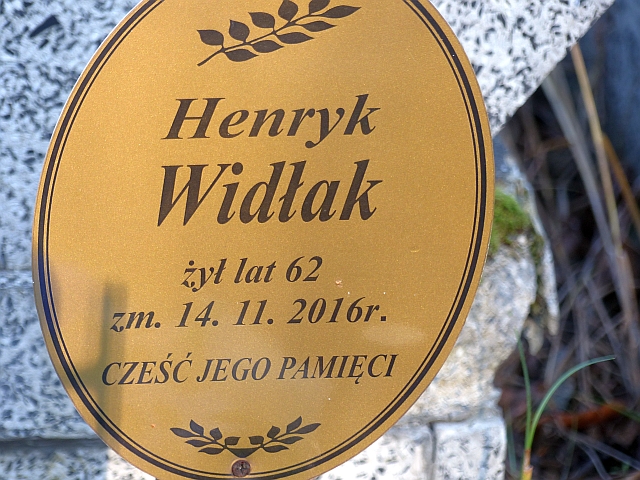 Henryk
Widłak
żył lat 62
zm. 14. 11. 2016r.
CZEŚĆ JEGO PAMIĘCI